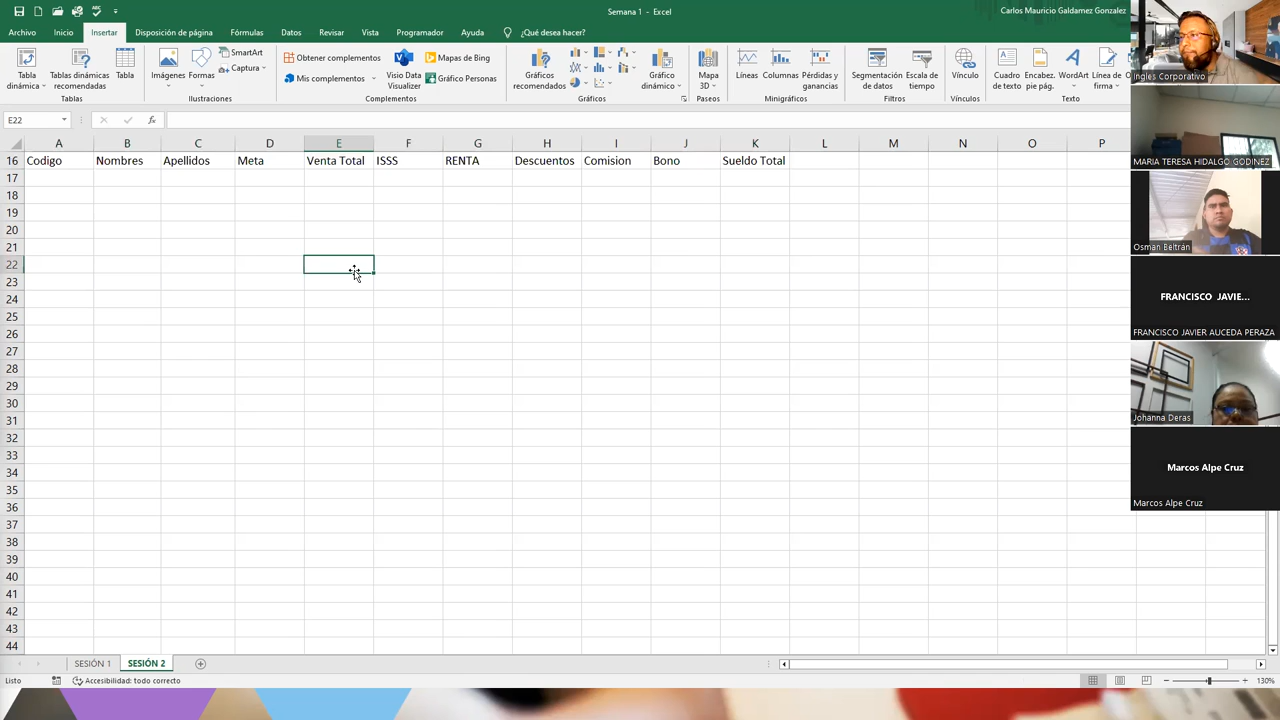 Semana 1 - Excel
Carlos Mauricio Galdamez Gonzalez
Archivo Inicio Insertar Disposición de página Fórmulas Datos Revisar Vista Programador Ayuda ¿Qué desea hacer?
Tabla dinámica
Tablas dinámicas recomendadas
Tabla
Tablas
Imágenes
Formas
SmartArt
Captura
Ilustraciones
Obtener complementos
Mis complementos
Visio Data Visualizer
Mapas de Bing
Gráfico Personas
Complementos
Gráficos recomendados
Gráfico dinámico
Gráficos
Mapa 3D
Paseos
Líneas
Columnas
Pérdidas y ganancias
Minigráficos
Segmentación de datos
Escala de tiempo
Filtros
Vínculo
Vínculos
Cuadro de texto
Encabez. pie pág.
WordArt
Línea de firma
Texto
E22
fx
A B C D E F G H I J K L M N O P
16 Codigo Nombres Apellidos Meta Venta Total ISSS RENTA Descuentos Comision Bono Sueldo Total
17
18
19
20
21
22
23
24
25
26
27
28
29
30
31
32
33
34
35
36
37
38
39
40
41
42
43
44
SESIÓN 1 SESIÓN 2
Listo
Accesibilidad: todo correcto
130%
Ingles Corporativo
MARIA TERESA HIDALGO GODINEZ
Osman Beltrán
FRANCISCO JAVIE...
FRANCISCO JAVIER AUCEDA PERAZA
Johanna Deras
Marcos Alpe Cruz
Marcos Alpe Cruz